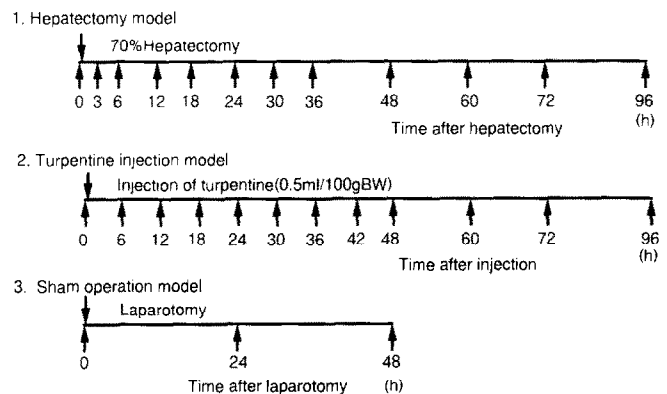 1. Hepatectomy model
70%Hepatectomy
0 3 6 12 18 24 30 36 48 60 72 96
(h)
Time after hepatectomy
2. Turpentine injection model
Injection of turpentine(0.5ml/100gBW)
0 6 12 18 24 30 36 42 48 60 72 96
(h)
Time after injection
3. Sham operation model
Laparotomy
0 24 48
Time after laparotomy (h)